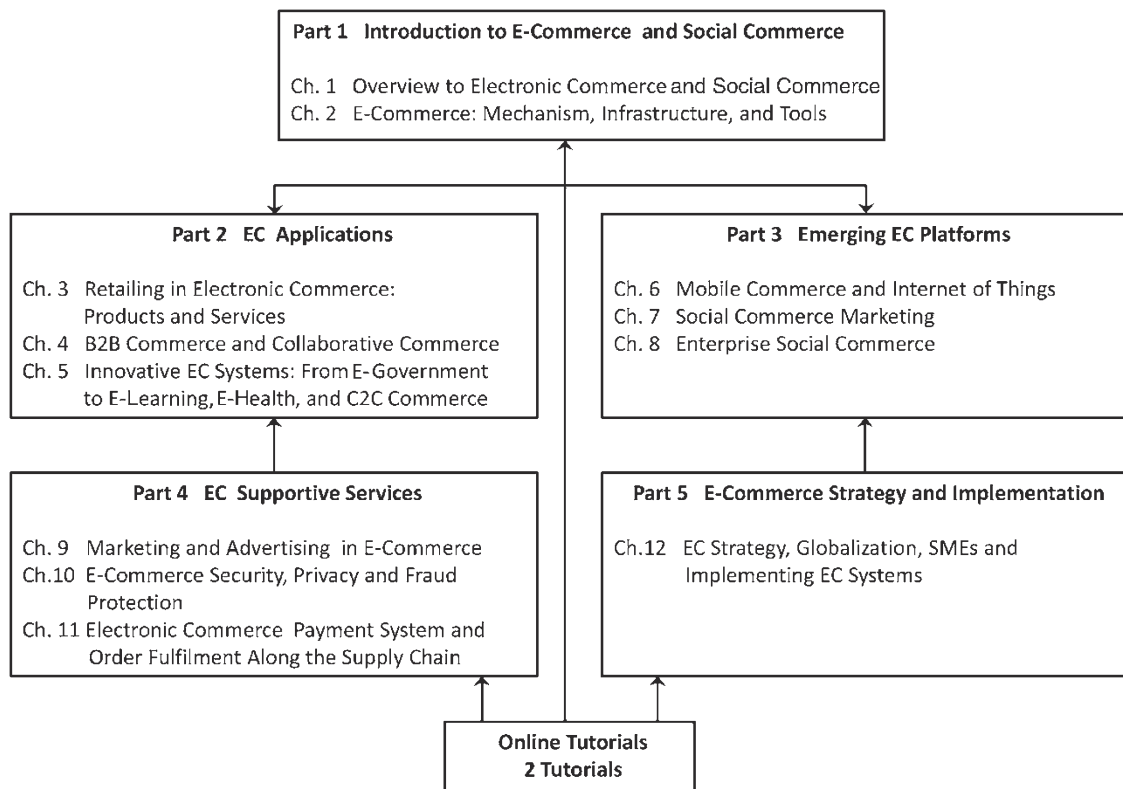 Part 1 Introduction to E-Commerce and Social Commerce
Ch. 1 Overview to Electronic Commerce and Social Commerce
Ch. 2 E-Commerce: Mechanism, Infrastructure, and Tools
Part 2 EC Applications
Ch. 3 Retailing in Electronic Commerce:
Products and Services
Ch. 4 B2B Commerce and Collaborative Commerce
Ch. 5 Innovative EC Systems: From E-Government
to E-Learning, E-Health, and C2C Commerce
Part 3 Emerging EC Platforms
Ch. 6 Mobile Commerce and Internet of Things
Ch. 7 Social Commerce Marketing
Ch. 8 Enterprise Social Commerce
Part 4 EC Supportive Services
Ch. 9 Marketing and Advertising in E-Commerce
Ch.10 E-Commerce Security, Privacy and Fraud
Protection
Ch. 11 Electronic Commerce Payment System and
Order Fulfilment Along the Supply Chain
Part 5 E-Commerce Strategy and Implementation
Ch.12 EC Strategy, Globalization, SMEs and
Implementing EC Systems
Online Tutorials
2 Tutorials